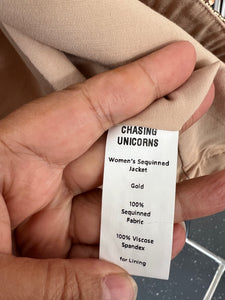 CHASING
UNICORNS
Women's Sequinned
Jacket
Gold
100%
Sequinned
Fabric
100% Viscose
Spandex
for Lining